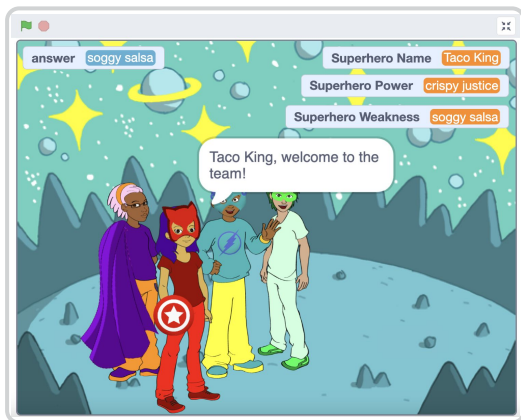 answer soggy salsa
Superhero Name Taco King
Superhero Power crispy justice
Superhero Weakness soggy salsa
Taco King, welcome to the
team!